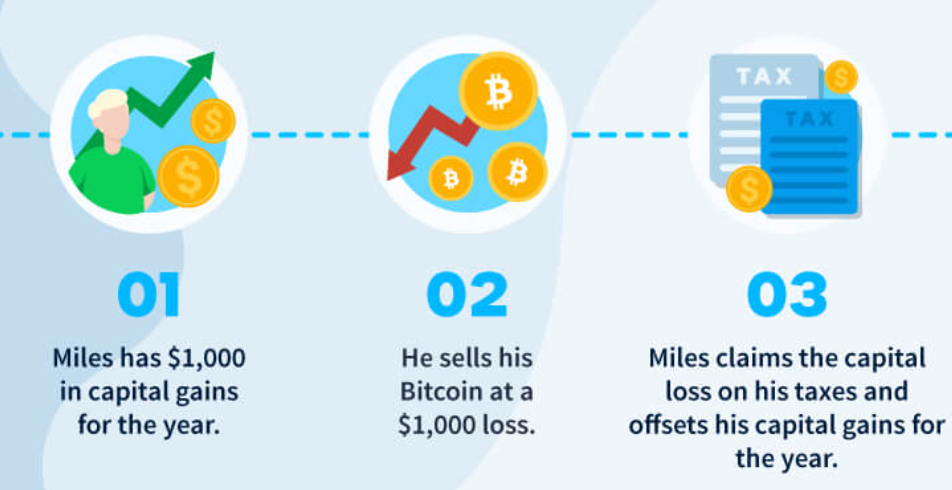 TAX
TAX
01
Miles has $1,000
in capital gains
for the year.
02
He sells his
Bitcoin at a
$1,000 loss.
03
Miles claims the capital
loss on his taxes and
offsets his capital gains for
the year.